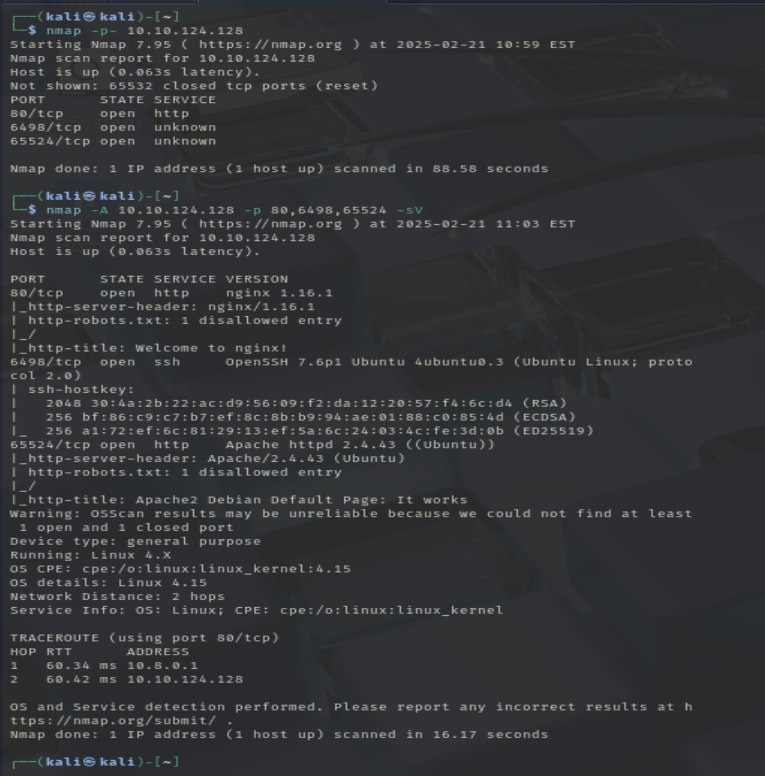 ┌──(kali㉿kali)-[~]
└─$ nmap -p- 10.10.124.128
Starting Nmap 7.95 ( https://nmap.org ) at 2025-02-21 10:59 EST
Nmap scan report for 10.10.124.128
Host is up (0.063s latency).
Not shown: 65532 closed tcp ports (reset)
PORT      STATE SERVICE
80/tcp    open  http
6498/tcp  open  unknown
65524/tcp open  unknown

Nmap done: 1 IP address (1 host up) scanned in 88.58 seconds

┌──(kali㉿kali)-[~]
└─$ nmap -A 10.10.124.128 -p 80,6498,65524 -sV
Starting Nmap 7.95 ( https://nmap.org ) at 2025-02-21 11:03 EST
Nmap scan report for 10.10.124.128
Host is up (0.063s latency).

PORT      STATE SERVICE VERSION
80/tcp    open  http    nginx 1.16.1
|_http-server-header: nginx/1.16.1
| http-robots.txt: 1 disallowed entry
|_/
|_http-title: Welcome to nginx!
6498/tcp  open  ssh     OpenSSH 7.6p1 Ubuntu 4ubuntu0.3 (Ubuntu Linux; proto
col 2.0)
| ssh-hostkey:
|   2048 30:4a:2b:22:ac:d9:56:09:f2:da:12:20:57:f4:6c:d4 (RSA)
|   256 bf:86:c9:c7:b7:ef:8c:8b:b9:94:ae:01:88:c0:85:4d (ECDSA)
|_  256 a1:72:ef:6c:81:29:13:ef:5a:6c:24:03:4c:fe:3d:0b (ED25519)
65524/tcp open  http    Apache httpd 2.4.43 ((Ubuntu))
|_http-server-header: Apache/2.4.43 (Ubuntu)
| http-robots.txt: 1 disallowed entry
|_/
|_http-title: Apache2 Debian Default Page: It works
Warning: OSScan results may be unreliable because we could not find at least
 1 open and 1 closed port
Device type: general purpose
Running: Linux 4.X
OS CPE: cpe:/o:linux:linux_kernel:4.15
OS details: Linux 4.15
Network Distance: 2 hops
Service Info: OS: Linux; CPE: cpe:/o:linux:linux_kernel

TRACEROUTE (using port 80/tcp)
HOP RTT      ADDRESS
1   60.34 ms 10.8.0.1
2   60.42 ms 10.10.124.128

OS and Service detection performed. Please report any incorrect results at h
ttps://nmap.org/submit/ .
Nmap done: 1 IP address (1 host up) scanned in 16.17 seconds

┌──(kali㉿kali)-[~]